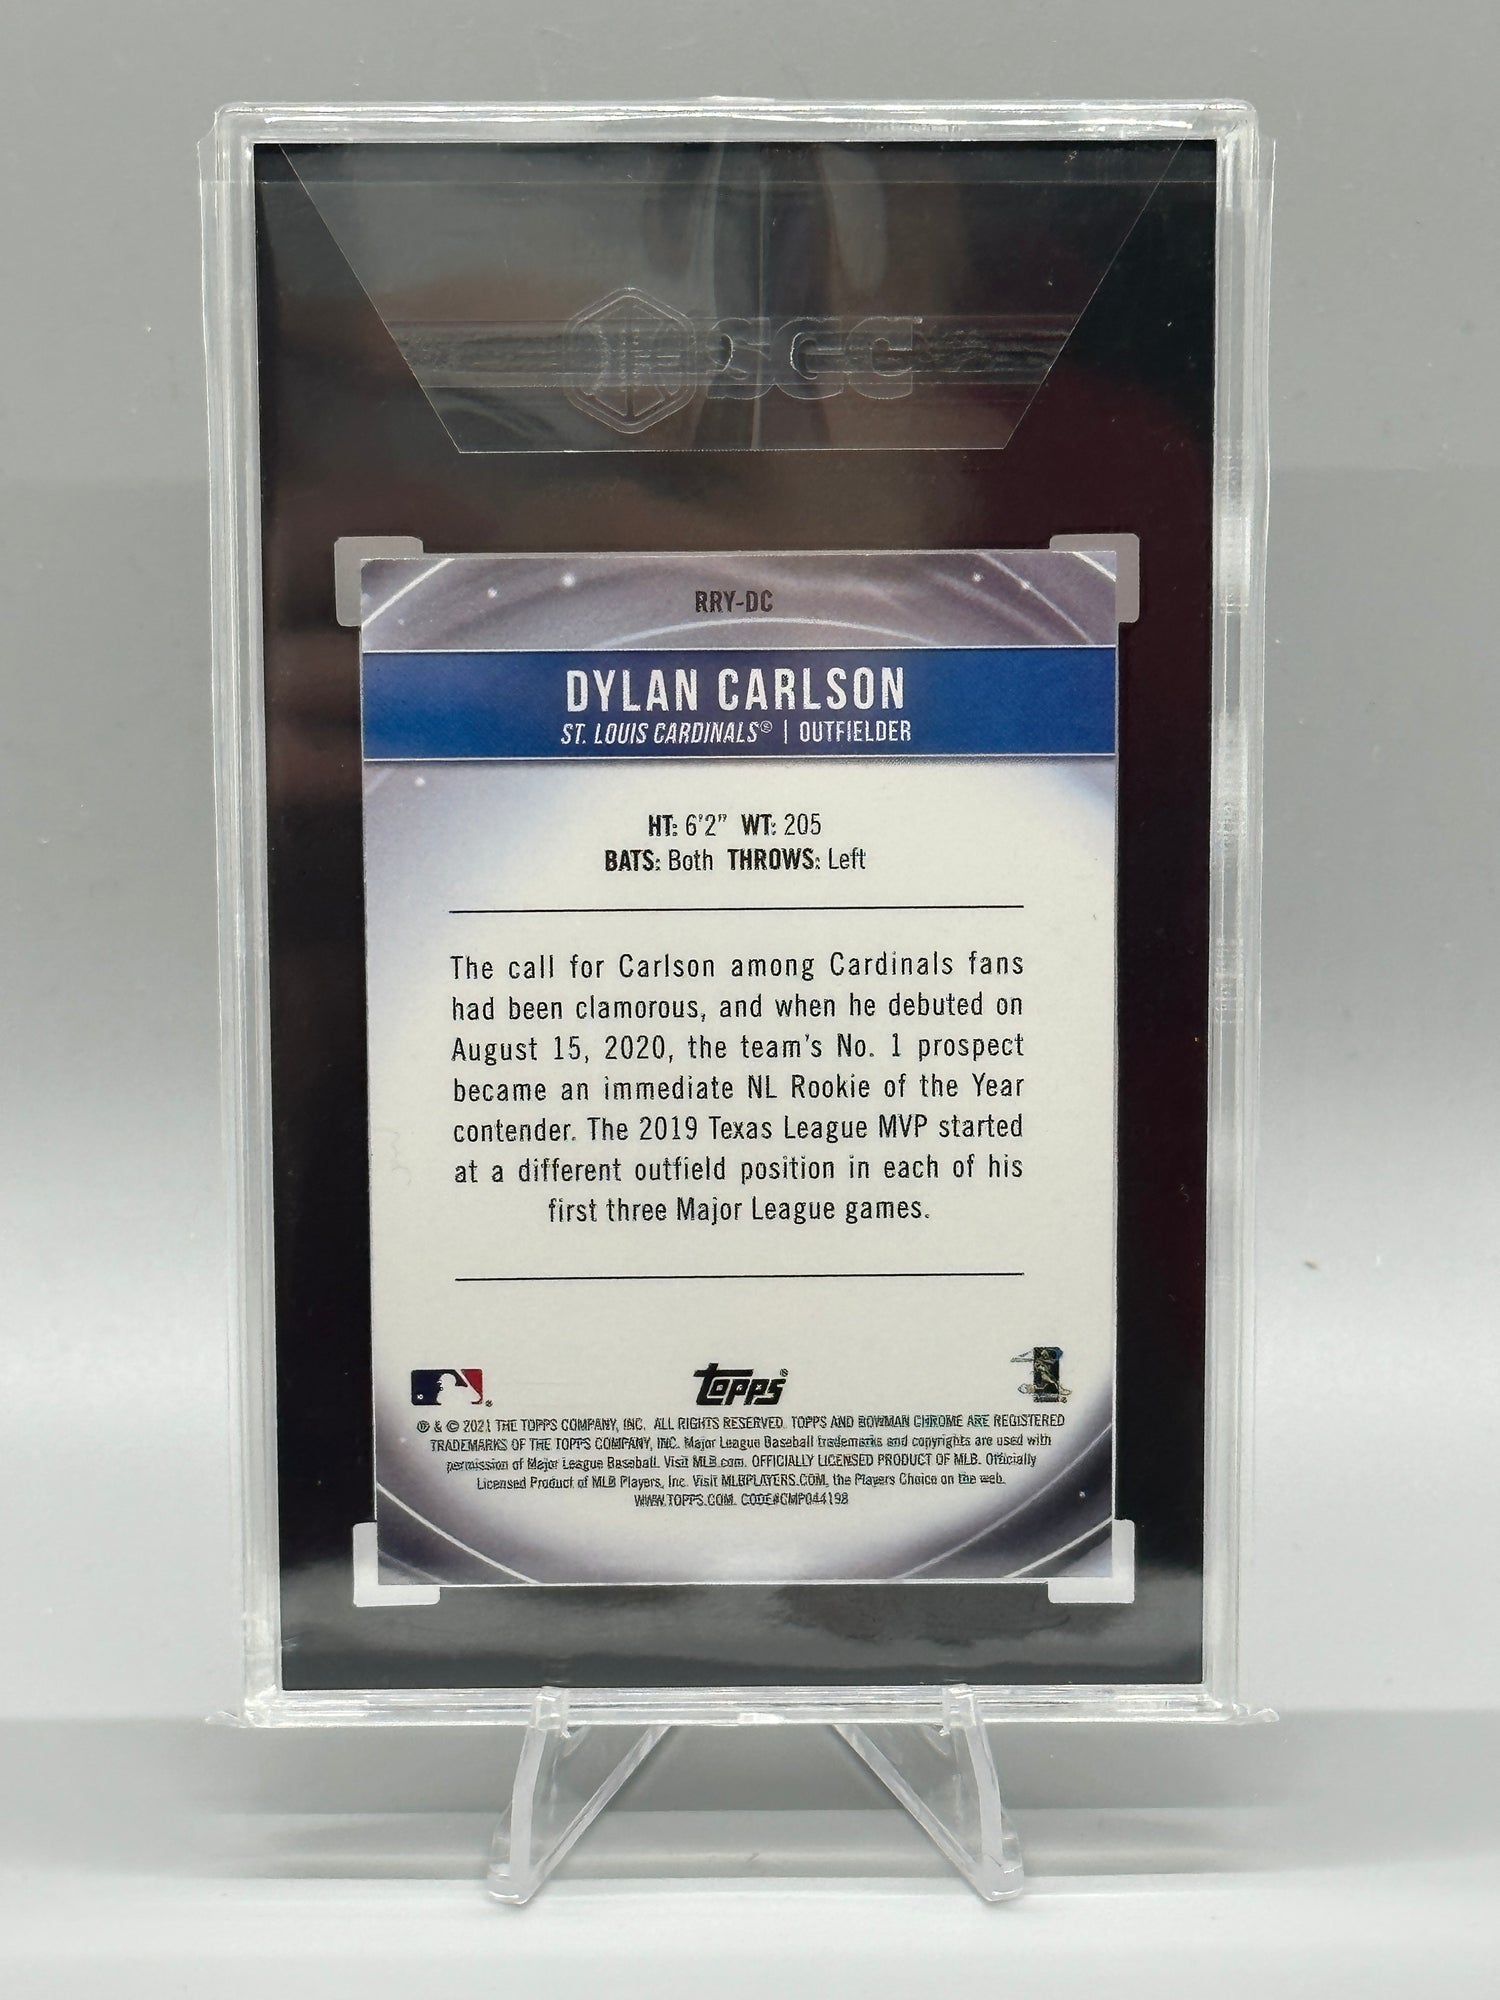 SGC
RRY-DC
DYLAN CARLSON
ST. LOUIS CARDINALS® | OUTFIELDER
HT: 6'2" WT: 205
BATS: Both THROWS: Left
The call for Carlson among Cardinals fans
had been clamorous, and when he debuted on
August 15, 2020, the team's No. 1 prospect
became an immediate NL Rookie of the Year
contender. The 2019 Texas League MVP started
at a different outfield position in each of his
first three Major League games.
topps®
® & © 2021 THE TOPPS COMPANY, INC. ALL RIGHTS RESERVED. TOPPS AND BOWMAN CHROME ARE REGISTERED
TRADEMARKS OF THE TOPPS COMPANY, INC. Major League Baseball trademarks and copyrights are used with
permission of Major League Baseball. Visit MLB.com. OFFICIALLY LICENSED PRODUCT OF MLB. Officially
Licensed Product of MLB Players, Inc. Visit MLBPLAYERS.COM, the Players Choice on the web.
WWW.TOPPS.COM. CODE#CMP044198